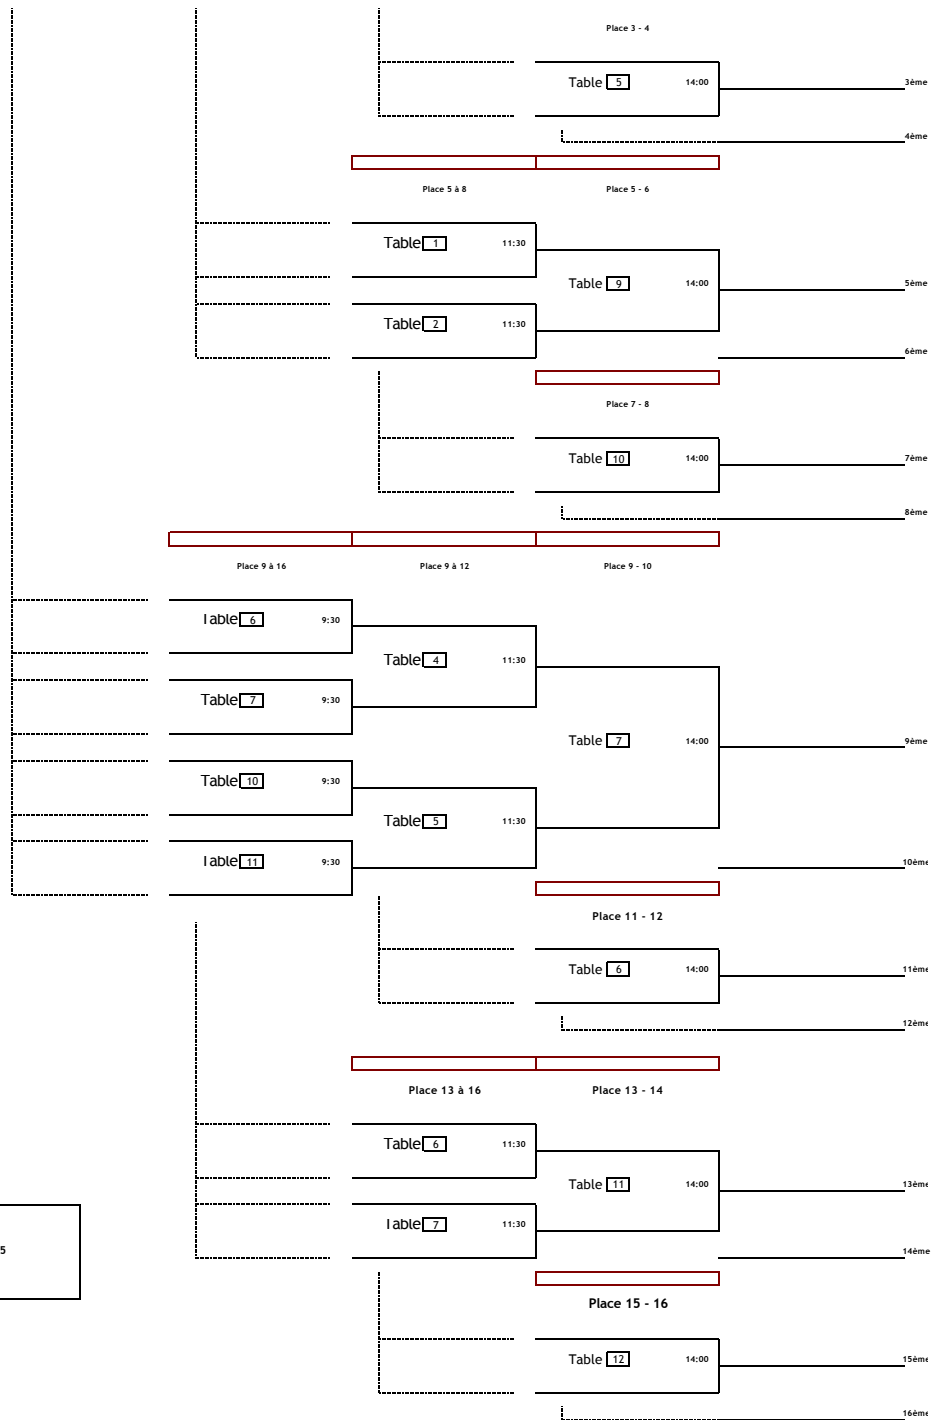 Place 3 - 4
Table 5 14:00 3ème
4ème
Place 5 à 8 Place 5 - 6
Table 1 11:30
Table 9 14:00 5ème
Table 2 11:30
6ème
Place 7 - 8
Table 10 14:00 7ème
8ème
Place 9 à 16 Place 9 à 12 Place 9 - 10
Table 6 9:30
Table 4 11:30
Table 7 9:30
Table 7 14:00 9ème
Table 10 9:30
Table 5 11:30
Table 11 9:30 10ème
Place 11 - 12
Table 6 14:00 11ème
12ème
Place 13 à 16 Place 13 - 14
Table 6 11:30
Table 11 14:00 13ème
Table 7 11:30
5 14ème
Place 15 - 16
Table 12 14:00 15ème
16ème